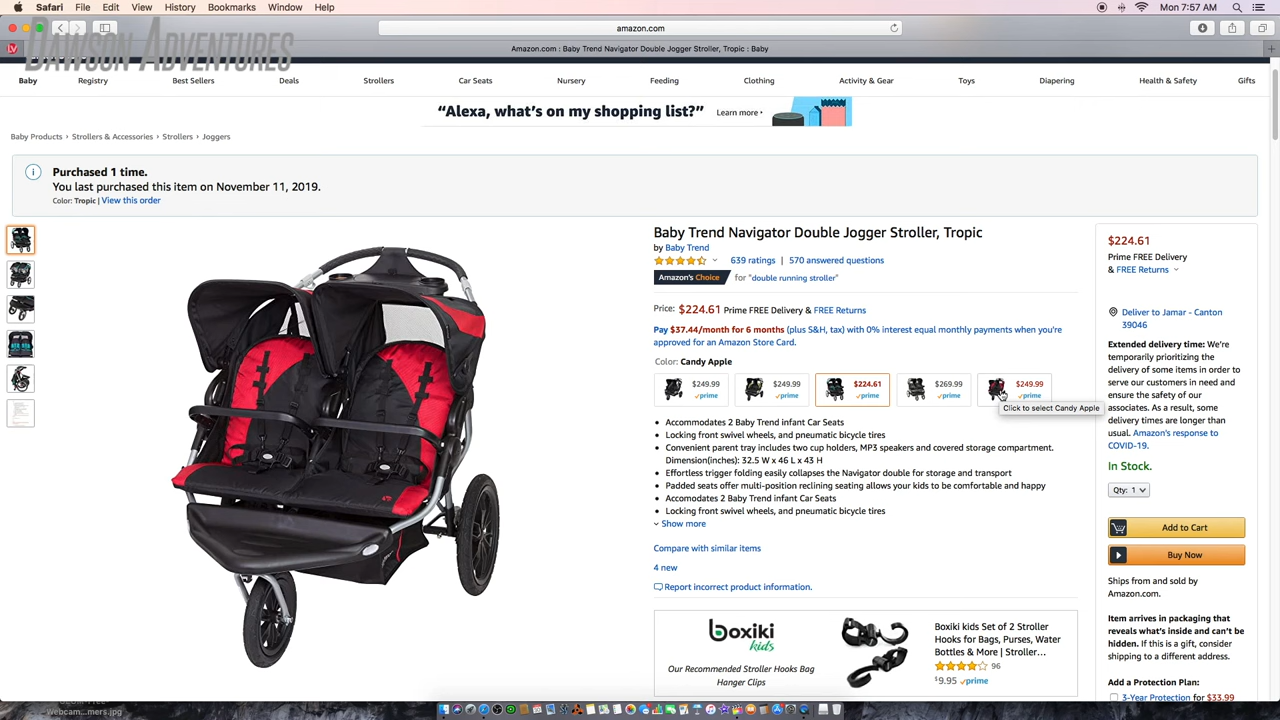 Safari File Edit View History Bookmarks Window Help
Mon 7:57 AM
amazon.com
DAWSON ADVENTURES
Amazon.com : Baby Trend Navigator Double Jogger Stroller, Tropic : Baby
Baby Registry Best Sellers Deals Strollers Car Seats Nursery Feeding Clothing Activity & Gear Toys Diapering Health & Safety Gifts
"Alexa, what's on my shopping list?" Learn more ›
Baby Products › Strollers & Accessories › Strollers › Joggers
Purchased 1 time.
You last purchased this item on November 11, 2019.
Color: Tropic | View this order
Baby Trend Navigator Double Jogger Stroller, Tropic
by Baby Trend
639 ratings | 570 answered questions
Amazon's Choice for "double running stroller"
Price: $224.61 Prime FREE Delivery & FREE Returns
Pay $37.44/month for 6 months (plus S&H, tax) with 0% interest equal monthly payments when you're
approved for an Amazon Store Card.
Color: Candy Apple
$249.99 $249.99 $224.61 $269.99 $249.99
prime prime prime prime prime
Click to select Candy Apple
• Accommodates 2 Baby Trend infant Car Seats
• Locking front swivel wheels, and pneumatic bicycle tires
• Convenient parent tray includes two cup holders, MP3 speakers and covered storage compartment.
Dimension(inches): 32.5 W x 46 L x 43 H
• Effortless trigger folding easily collapses the Navigator double for storage and transport
• Padded seats offer multi-position reclining seating allows your kids to be comfortable and happy
• Accomodates 2 Baby Trend infant Car Seats
• Locking front swivel wheels, and pneumatic bicycle tires
Show more
Compare with similar items
4 new
Report incorrect product information.
boxiki
kids
Our Recommended Stroller Hooks Bag
Hanger Clips
Boxiki kids Set of 2 Stroller
Hooks for Bags, Purses, Water
Bottles & More | Stroller…
96
$9.95 prime
$224.61
Prime FREE Delivery
& FREE Returns
Deliver to Jamar - Canton
39046
Extended delivery time: We're
temporarily prioritizing the
delivery of some items in order to
serve our customers in need and
ensure the safety of our
associates. As a result, some
delivery times are longer than
usual. Amazon's response to
COVID-19.
In Stock.
Qty: 1
Add to Cart
Buy Now
Ships from and sold by
Amazon.com.
Item arrives in packaging that
reveals what's inside and can't be
hidden. If this is a gift, consider
shipping to a different address.
Add a Protection Plan:
3-Year Protection for $33.99